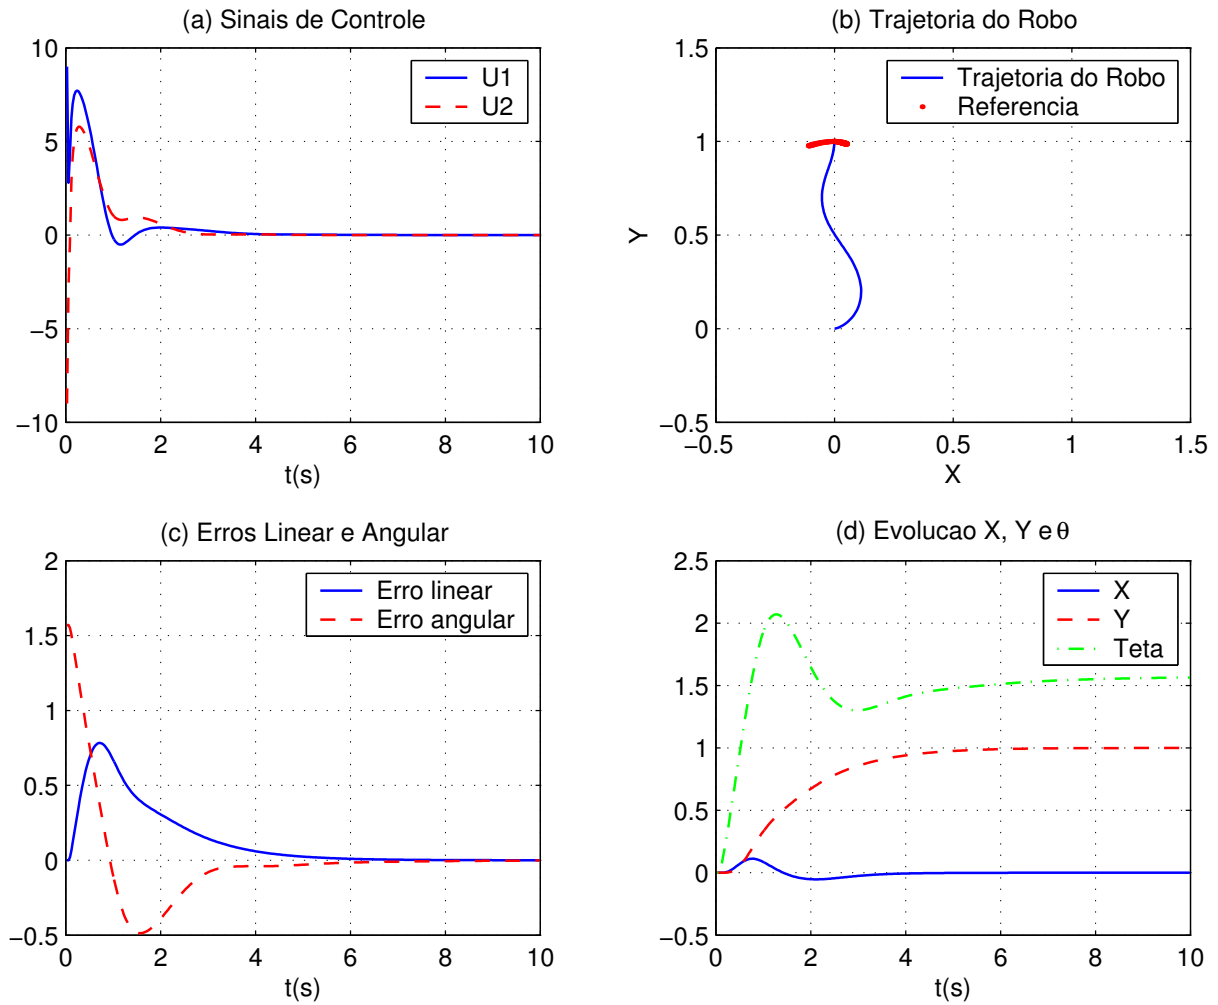 (a) Sinais de Controle
10
5
0
−5
−10
0 2 4 6 8 10
t(s)
U1
U2
(b) Trajetoria do Robo
1.5
1
0.5
0
−0.5
−0.5 0 0.5 1 1.5
X
Y
Trajetoria do Robo
Referencia
(c) Erros Linear e Angular
2
1.5
1
0.5
0
−0.5
0 2 4 6 8 10
t(s)
Erro linear
Erro angular
(d) Evolucao X, Y e θ
2.5
2
1.5
1
0.5
0
−0.5
0 2 4 6 8 10
t(s)
X
Y
Teta